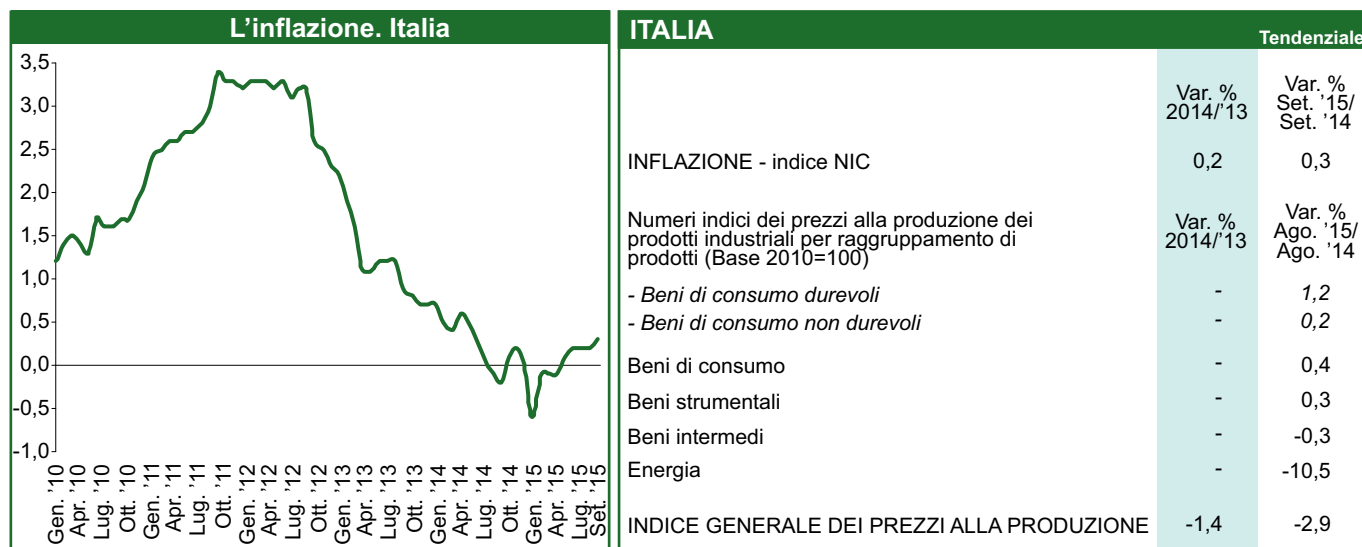 L'inflazione. Italia
3,5
3,0
2,5
2,0
1,5
1,0
0,5
0,0
-0,5
-1,0
Gen. '10
Apr. '10
Lug. '10
Ott. '10
Gen. '11
Apr. '11
Lug. '11
Ott. '11
Gen. '12
Apr. '12
Lug. '12
Ott. '12
Gen. '13
Apr. '13
Lug. '13
Ott. '13
Gen. '14
Apr. '14
Lug. '14
Ott. '14
Gen. '15
Apr. '15
Lug. '15
Set. '15
ITALIA
Tendenziale
Var. %
2014/'13
Var. %
Set. '15/
Set. '14
INFLAZIONE - indice NIC 0,2 0,3
Numeri indici dei prezzi alla produzione dei
prodotti industriali per raggruppamento di
prodotti (Base 2010=100)
Var. %
2014/'13
Var. %
Ago. '15/
Ago. '14
- Beni di consumo durevoli - 1,2
- Beni di consumo non durevoli - 0,2
Beni di consumo - 0,4
Beni strumentali - 0,3
Beni intermedi - -0,3
Energia - -10,5
INDICE GENERALE DEI PREZZI ALLA PRODUZIONE -1,4 -2,9